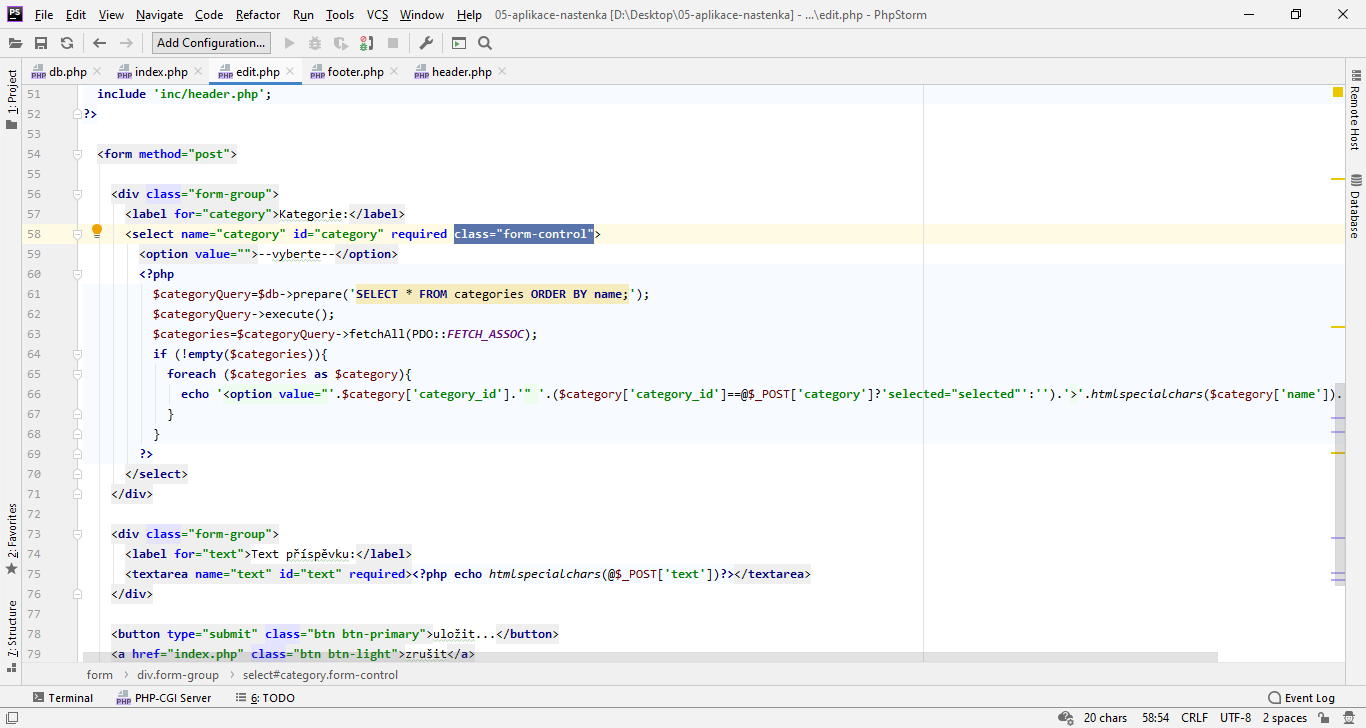 PS File Edit View Navigate Code Refactor Run Tools VCS Window Help 05-aplikace-nastenka [D:\Desktop\05-aplikace-nastenka] - ...\edit.php - PhpStorm
Add Configuration...
PHP db.php PHP index.php PHP edit.php PHP footer.php PHP header.php
1: Project
2: Favorites
Z: Structure
Remote Host
Database
51 include 'inc/header.php';
52 ?>
53
54 <form method="post">
55
56 <div class="form-group">
57 <label for="category">Kategorie:</label>
58 <select name="category" id="category" required class="form-control">
59 <option value="">--vyberte--</option>
60 <?php
61 $categoryQuery=$db->prepare('SELECT * FROM categories ORDER BY name;');
62 $categoryQuery->execute();
63 $categories=$categoryQuery->fetchAll(PDO::FETCH_ASSOC);
64 if (!empty($categories)){
65 foreach ($categories as $category){
66 echo '<option value="'.$category['category_id'].'" '.($category['category_id']==@$_POST['category']?'selected="selected"':'').'>'.htmlspecialchars($category['name']).
67 }
68 }
69 ?>
70 </select>
71 </div>
72
73 <div class="form-group">
74 <label for="text">Text příspěvku:</label>
75 <textarea name="text" id="text" required><?php echo htmlspecialchars(@$_POST['text'])?></textarea>
76 </div>
77
78 <button type="submit" class="btn btn-primary">uložit...</button>
79 <a href="index.php" class="btn btn-light">zrušit</a>
form › div.form-group › select#category.form-control
Terminal PHP PHP-CGI Server 6: TODO Event Log
20 chars 58:54 CRLF UTF-8 2 spaces